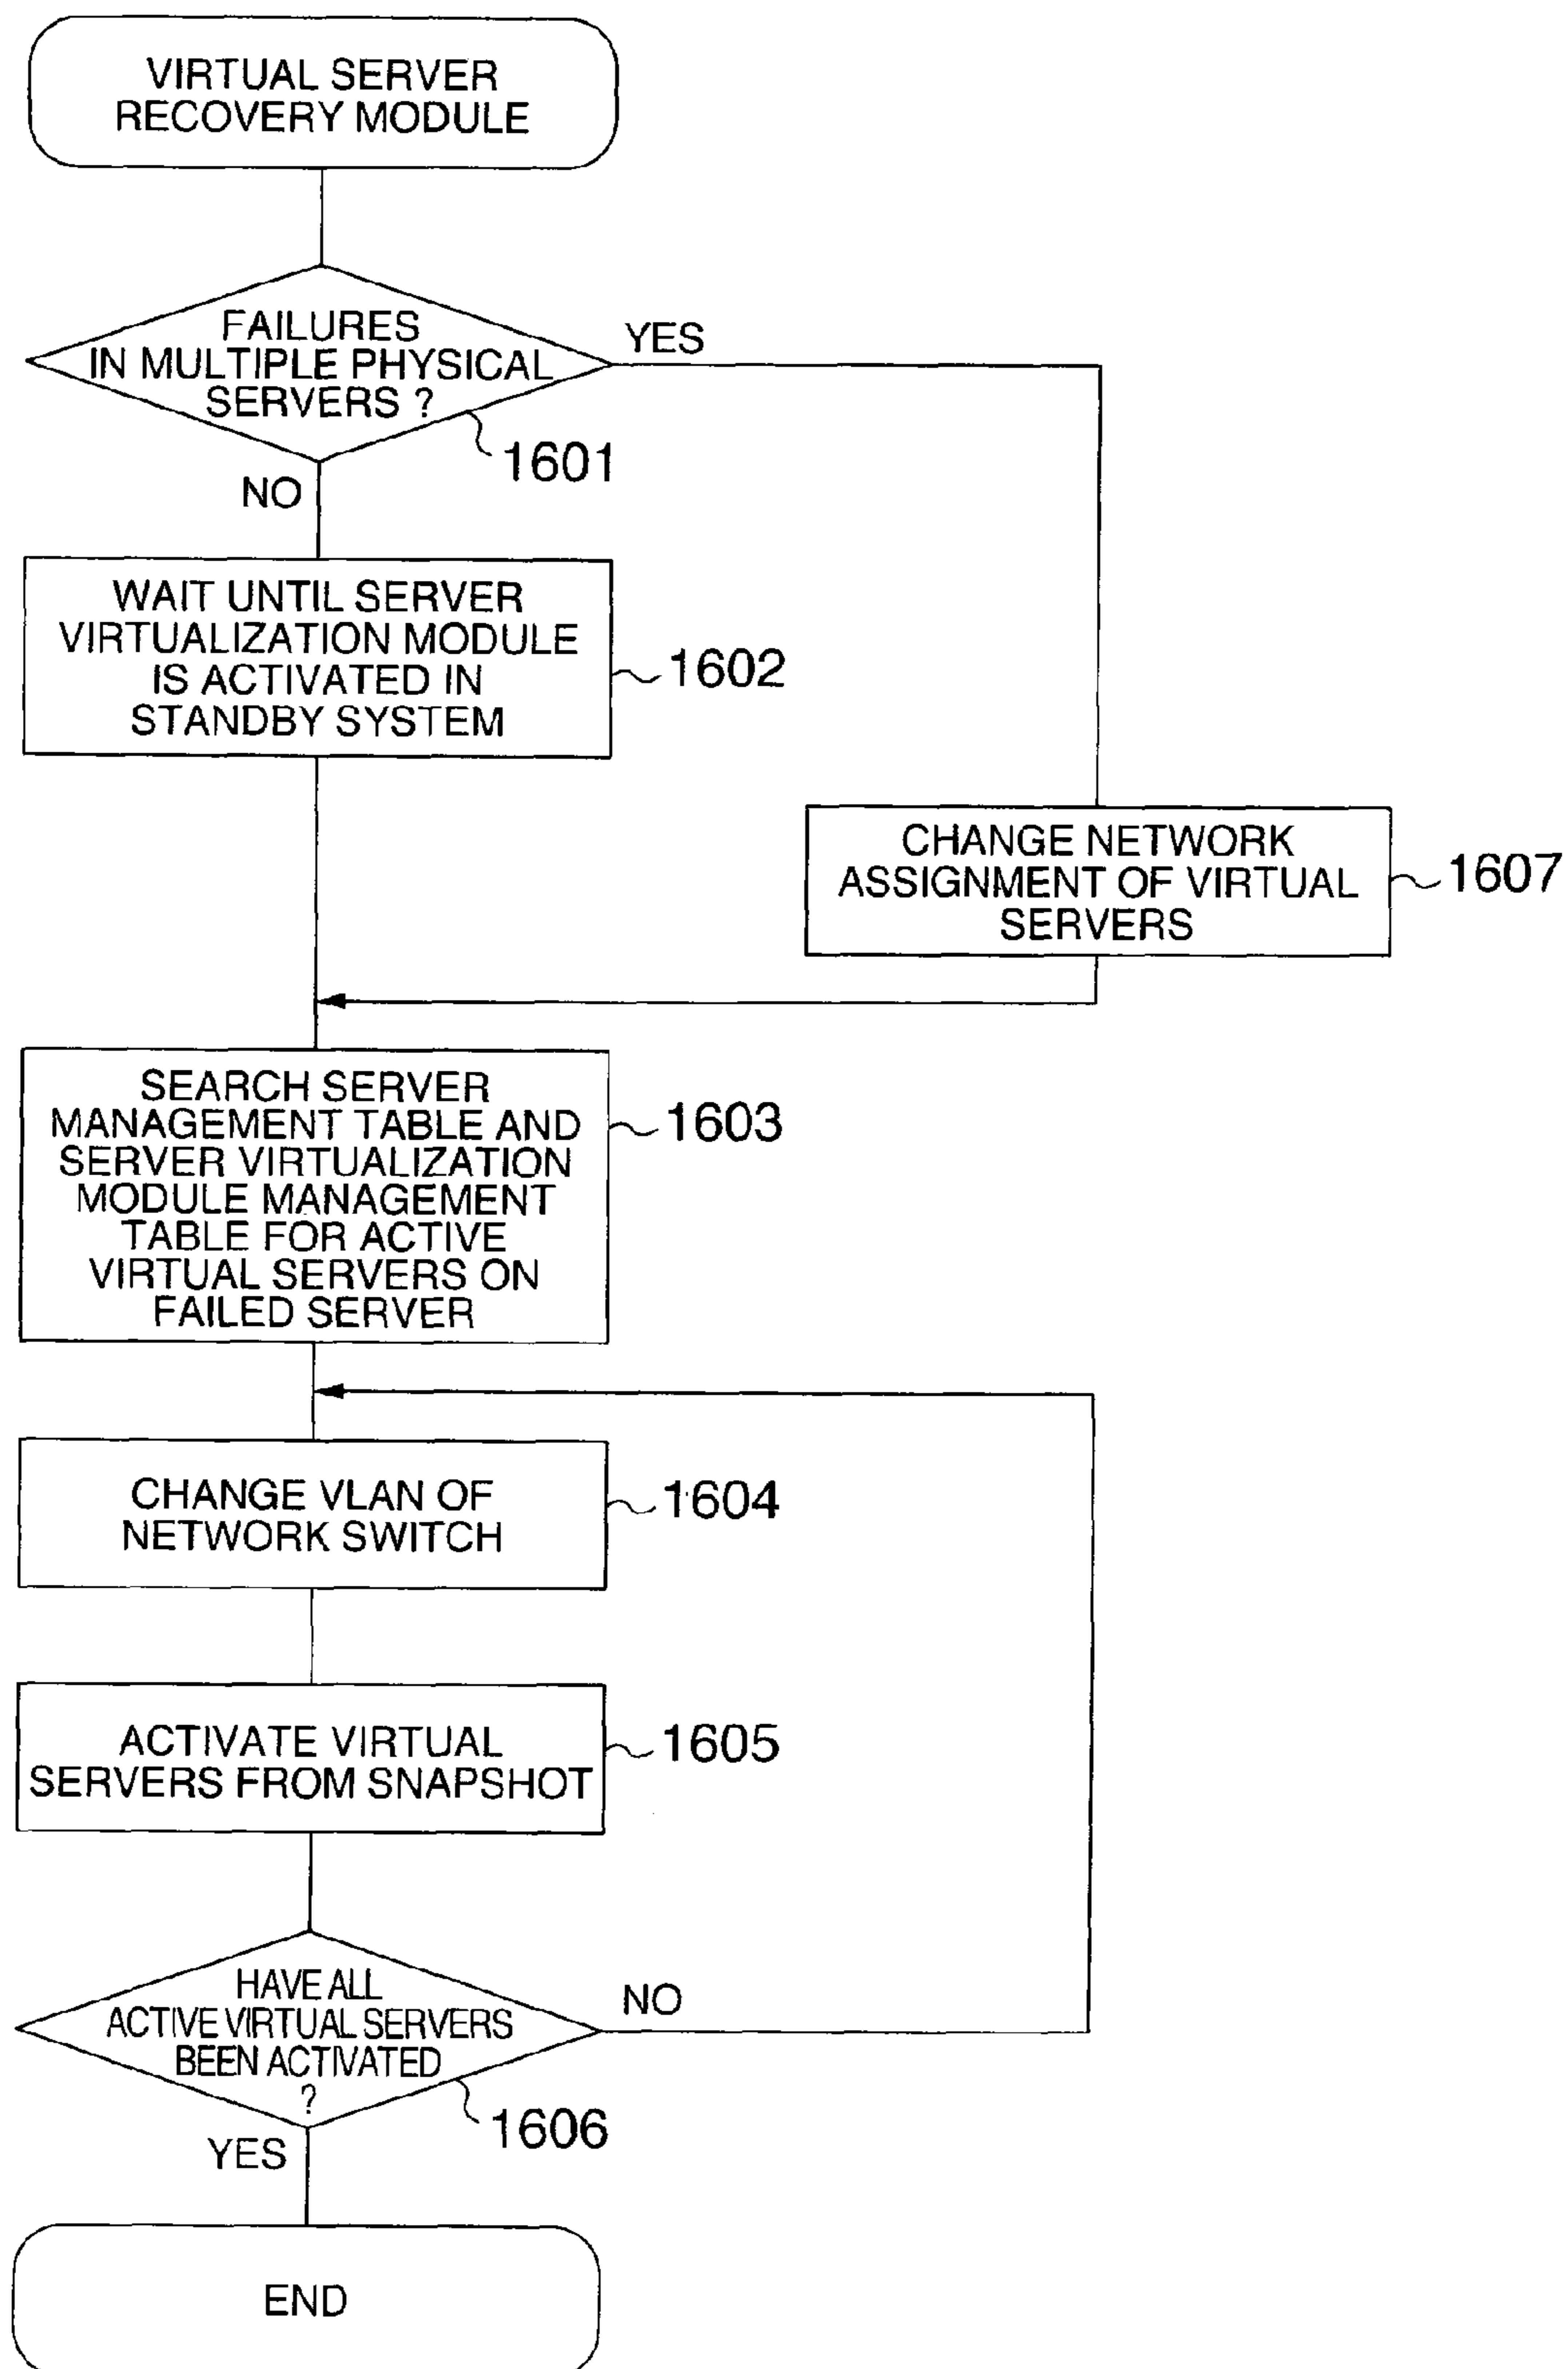 VIRTUAL SERVER
RECOVERY MODULE
FAILURES
IN MULTIPLE PHYSICAL
SERVERS ?
YES
1601
NO
WAIT UNTIL SERVER
VIRTUALIZATION MODULE
IS ACTIVATED IN
STANDBY SYSTEM
1602
CHANGE NETWORK
ASSIGNMENT OF VIRTUAL
SERVERS
1607
SEARCH SERVER
MANAGEMENT TABLE AND
SERVER VIRTUALIZATION
MODULE MANAGEMENT
TABLE FOR ACTIVE
VIRTUAL SERVERS ON
FAILED SERVER
1603
CHANGE VLAN OF
NETWORK SWITCH
1604
ACTIVATE VIRTUAL
SERVERS FROM SNAPSHOT
1605
HAVE ALL
ACTIVE VIRTUAL SERVERS
BEEN ACTIVATED
?
NO
1606
YES
END